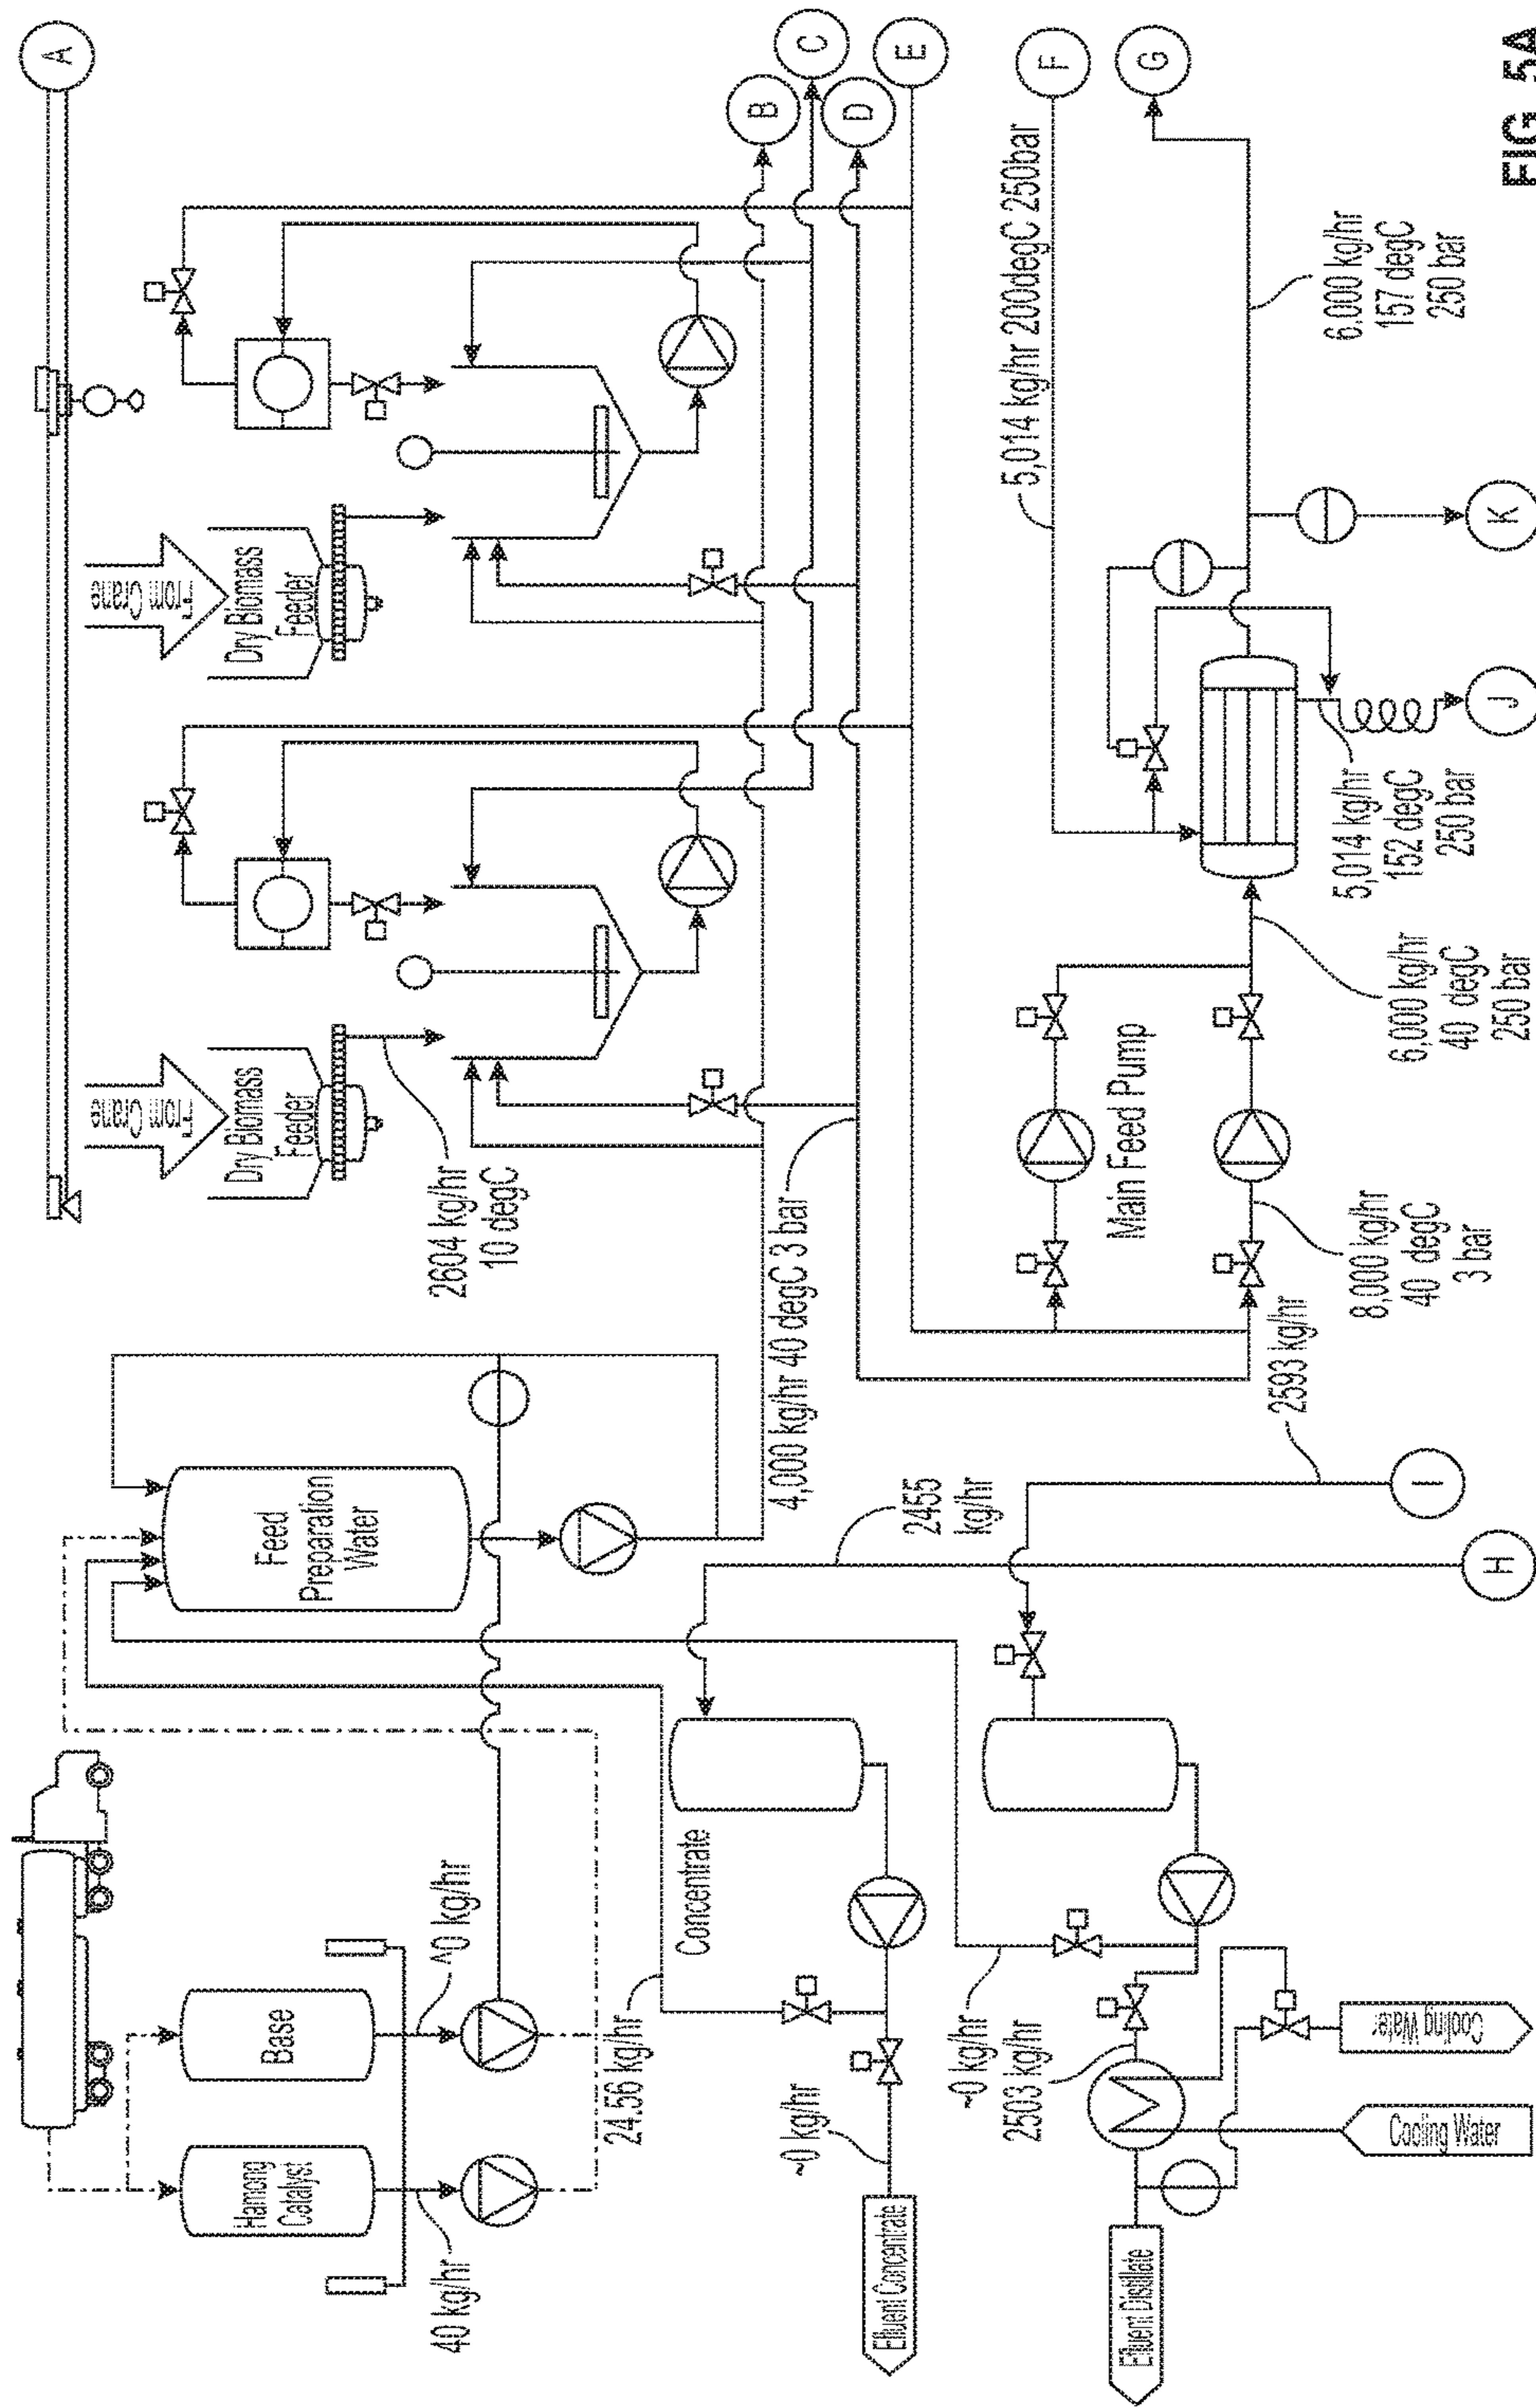 A
From Crane
Dry Biomass
Feeder
2604 kg/hr
10 degC
From Crane
Dry Biomass
Feeder
B
C
D
E
Hamong
Catalyst
Base
40 kg/hr
~0 kg/hr
Feed
Preparation
Water
24.56 kg/hr
Concentrate
4,000 kg/hr 40 degC 3 bar
2455
kg/hr
~0 kg/hr
Effluent Concentrate
~0 kg/hr
2503 kg/hr
Effluent Distillate
Cooling Water
Cooling Water
2593 kg/hr
H
I
Main Feed Pump
8,000 kg/hr
40 degC
3 bar
6,000 kg/hr
40 degC
250 bar
5,014 kg/hr
152 degC
250 bar
5,014 kg/hr 200degC 250bar
F
G
6,000 kg/hr
157 degC
250 bar
J
K
FIG. 5A